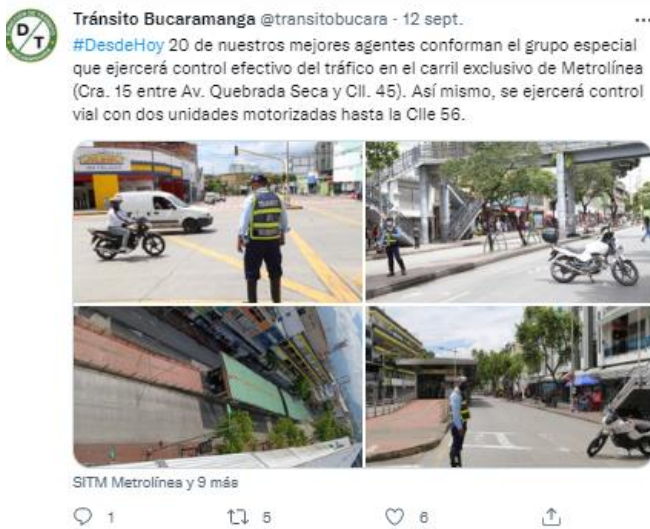 D/T
Tránsito Bucaramanga @transitobucara · 12 sept.
#DesdeHoy 20 de nuestros mejores agentes conforman el grupo especial
que ejercerá control efectivo del tráfico en el carril exclusivo de Metrolínea
(Cra. 15 entre Av. Quebrada Seca y Cll. 45). Así mismo, se ejercerá control
vial con dos unidades motorizadas hasta la Clle 56.
SITM Metrolínea y 9 más
1 5 6